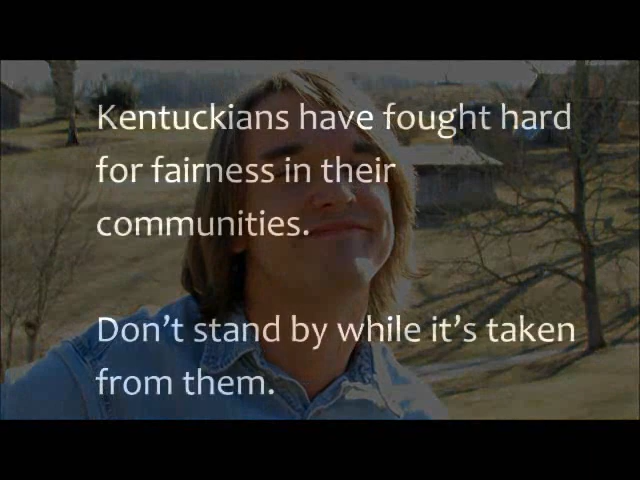 Kentuckians have fought hard
for fairness in their
communities.
Don’t stand by while it’s taken
from them.